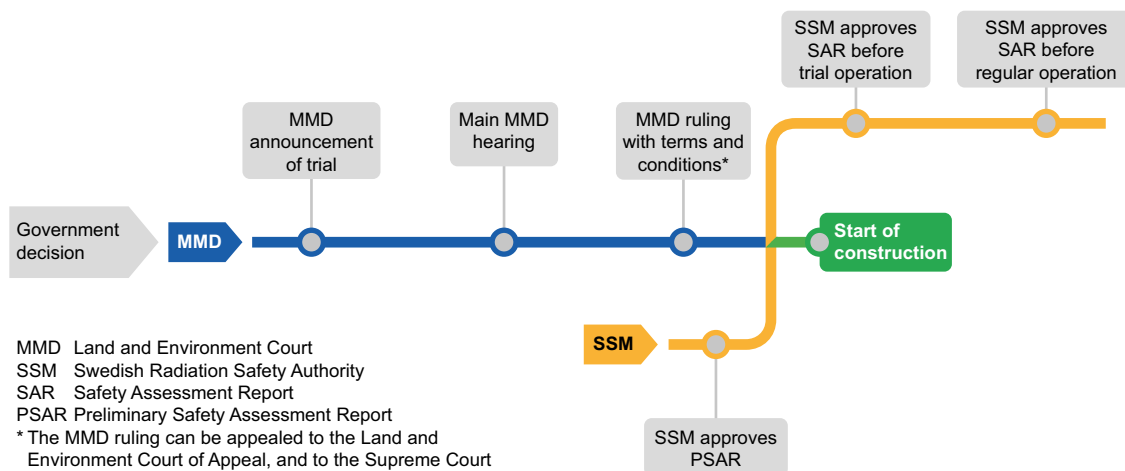 SSM approves
SAR before
trial operation
SSM approves
SAR before
regular operation
MMD
announcement
of trial
Main MMD
hearing
MMD ruling
with terms and
conditions*
Government
decision
MMD
Start of
construction
SSM
MMD Land and Environment Court
SSM Swedish Radiation Safety Authority
SAR Safety Assessment Report
PSAR Preliminary Safety Assessment Report
* The MMD ruling can be appealed to the Land and
Environment Court of Appeal, and to the Supreme Court
SSM approves
PSAR